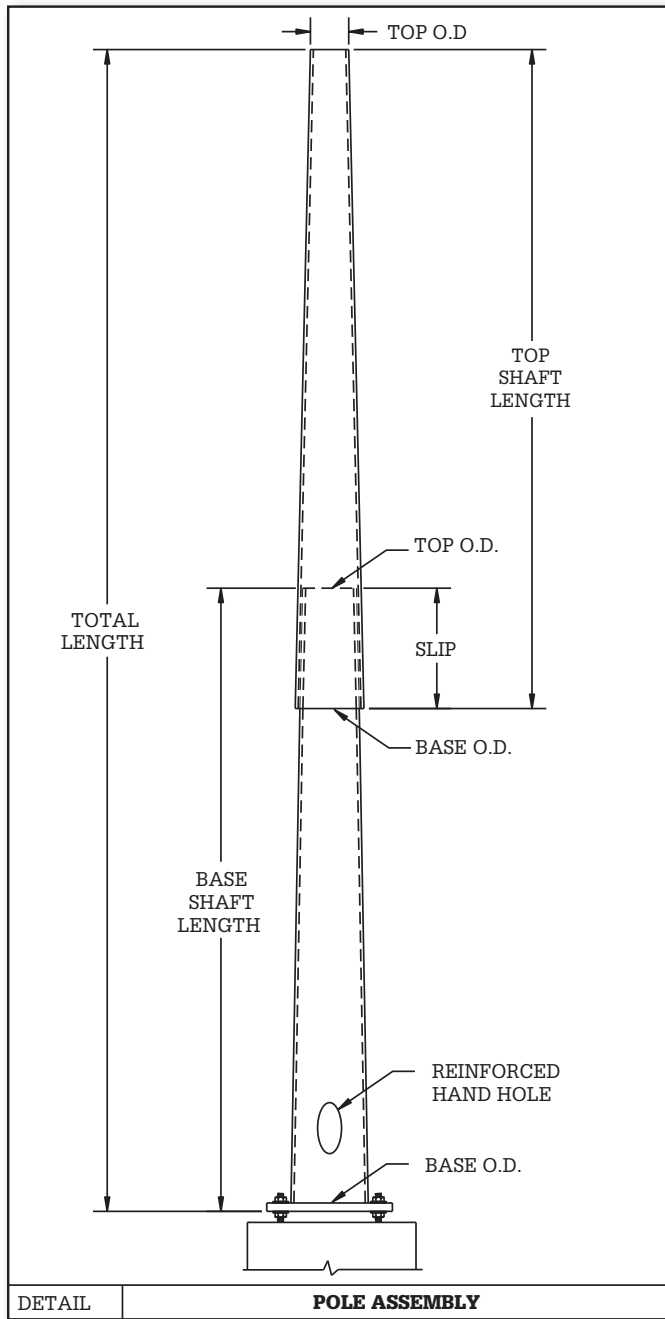 TOP O.D
TOP
SHAFT
LENGTH
TOP O.D.
TOTAL
LENGTH
SLIP
BASE O.D.
BASE
SHAFT
LENGTH
REINFORCED
HAND HOLE
BASE O.D.
DETAIL POLE ASSEMBLY